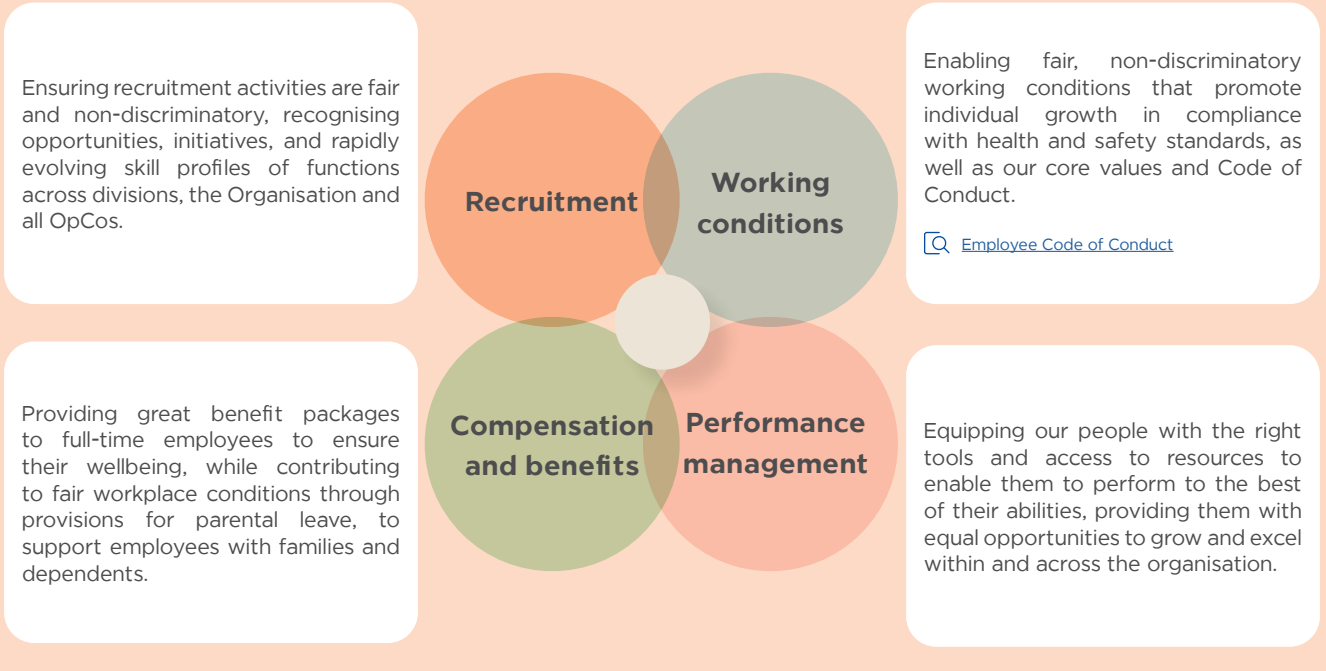 Ensuring recruitment activities are fair
and non-discriminatory, recognising
opportunities, initiatives, and rapidly
evolving skill profiles of functions
across divisions, the Organisation and
all OpCos.
Recruitment
Working
conditions
Enabling fair, non-discriminatory
working conditions that promote
individual growth in compliance
with health and safety standards, as
well as our core values and Code of
Conduct.
Employee Code of Conduct
Providing great benefit packages
to full-time employees to ensure
their wellbeing, while contributing
to fair workplace conditions through
provisions for parental leave, to
support employees with families and
dependents.
Compensation
and benefits
Performance
management
Equipping our people with the right
tools and access to resources to
enable them to perform to the best
of their abilities, providing them with
equal opportunities to grow and excel
within and across the organisation.